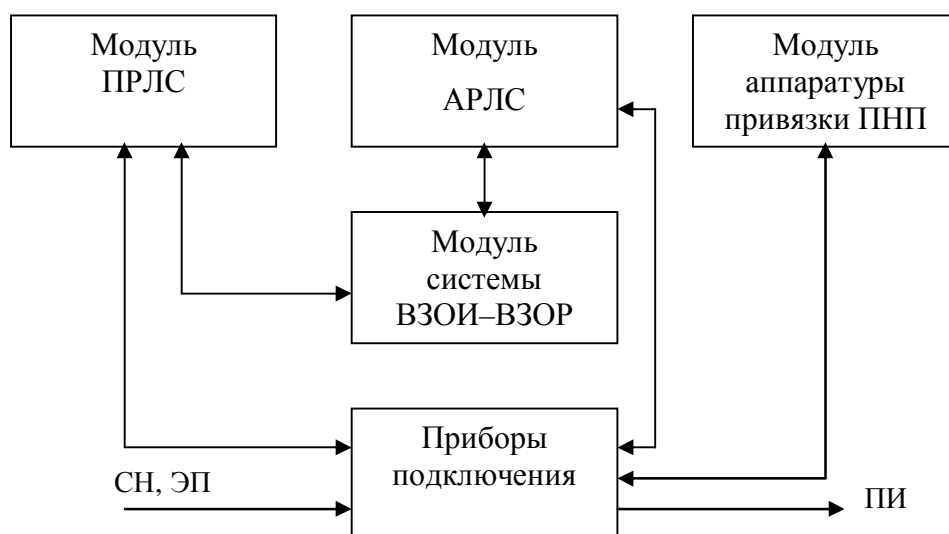 Модуль
ПРЛС
Модуль
АРЛС
Модуль
аппаратуры
привязки ПНП
Модуль
системы
ВЗОИ–ВЗОР
Приборы
подключения
СН, ЭП
ПИ